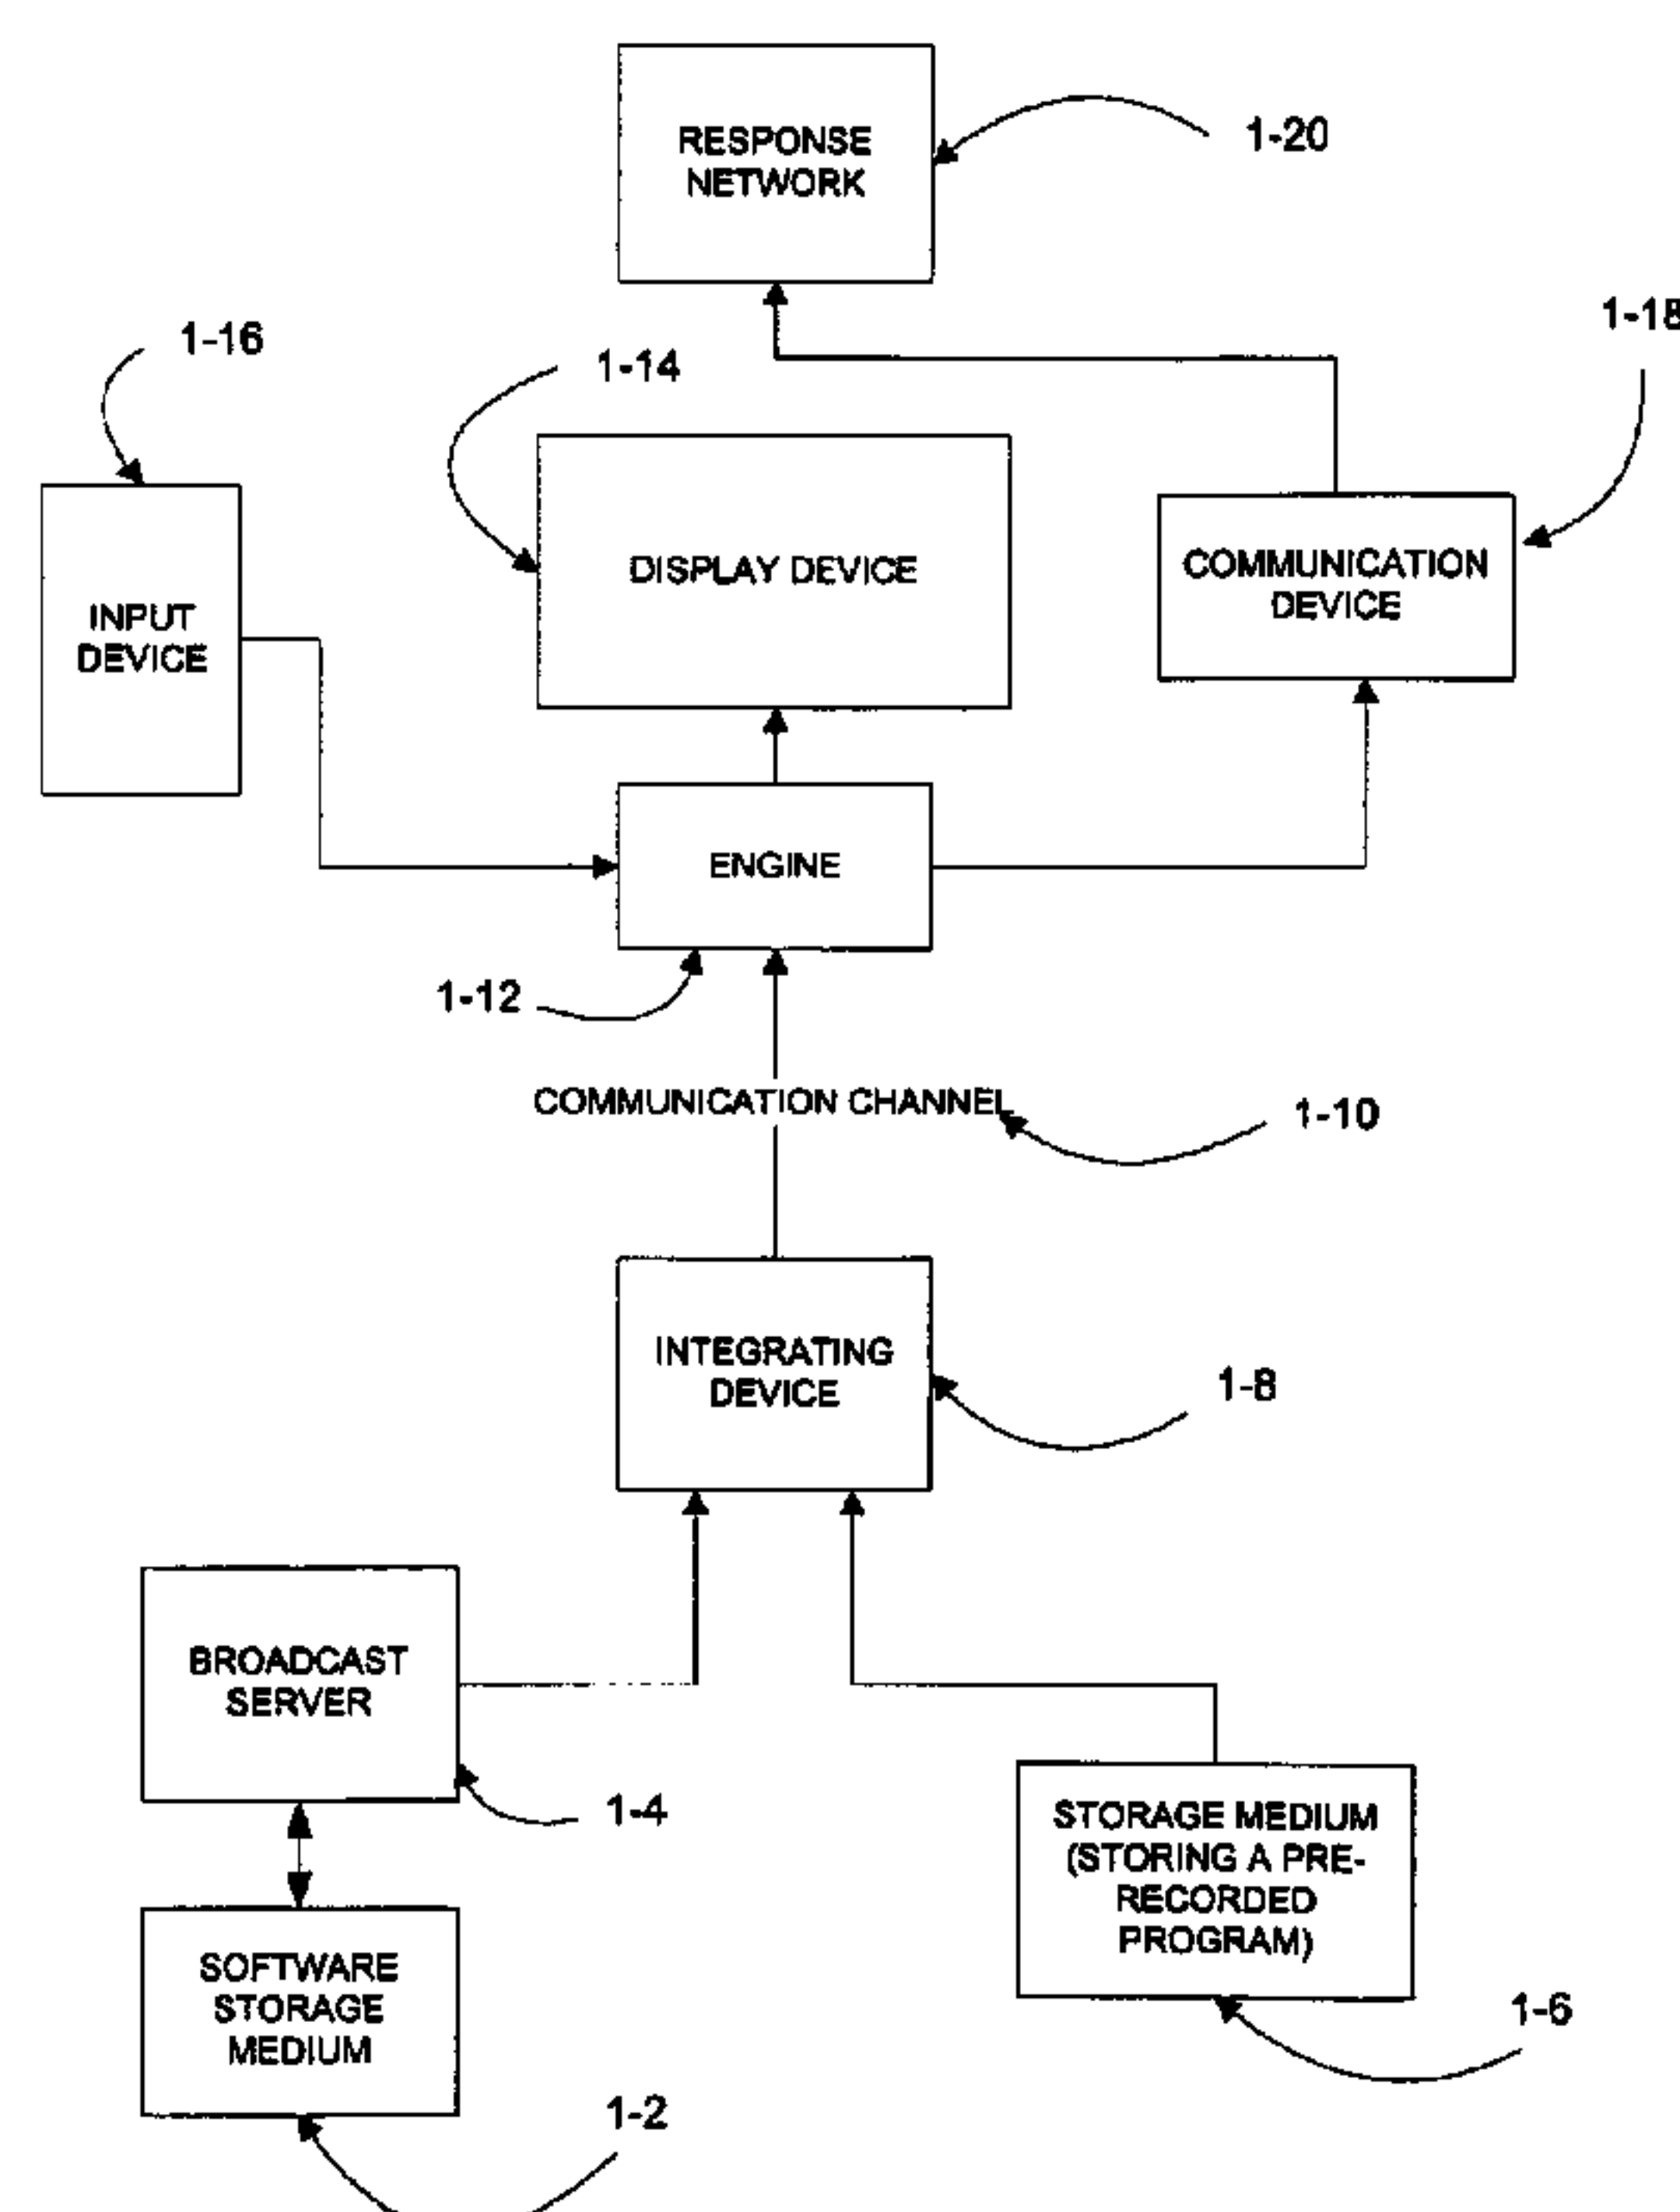 RESPONSE
NETWORK
1-20
1-18
1-16
1-14
INPUT
DEVICE
DISPLAY DEVICE
COMMUNICATION
DEVICE
ENGINE
1-12
COMMUNICATION CHANNEL
1-10
INTEGRATING
DEVICE
1-8
BROADCAST
SERVER
1-4
STORAGE MEDIUM
(STORING A PRE-
RECORDED
PROGRAM)
1-6
SOFTWARE
STORAGE
MEDIUM
1-2